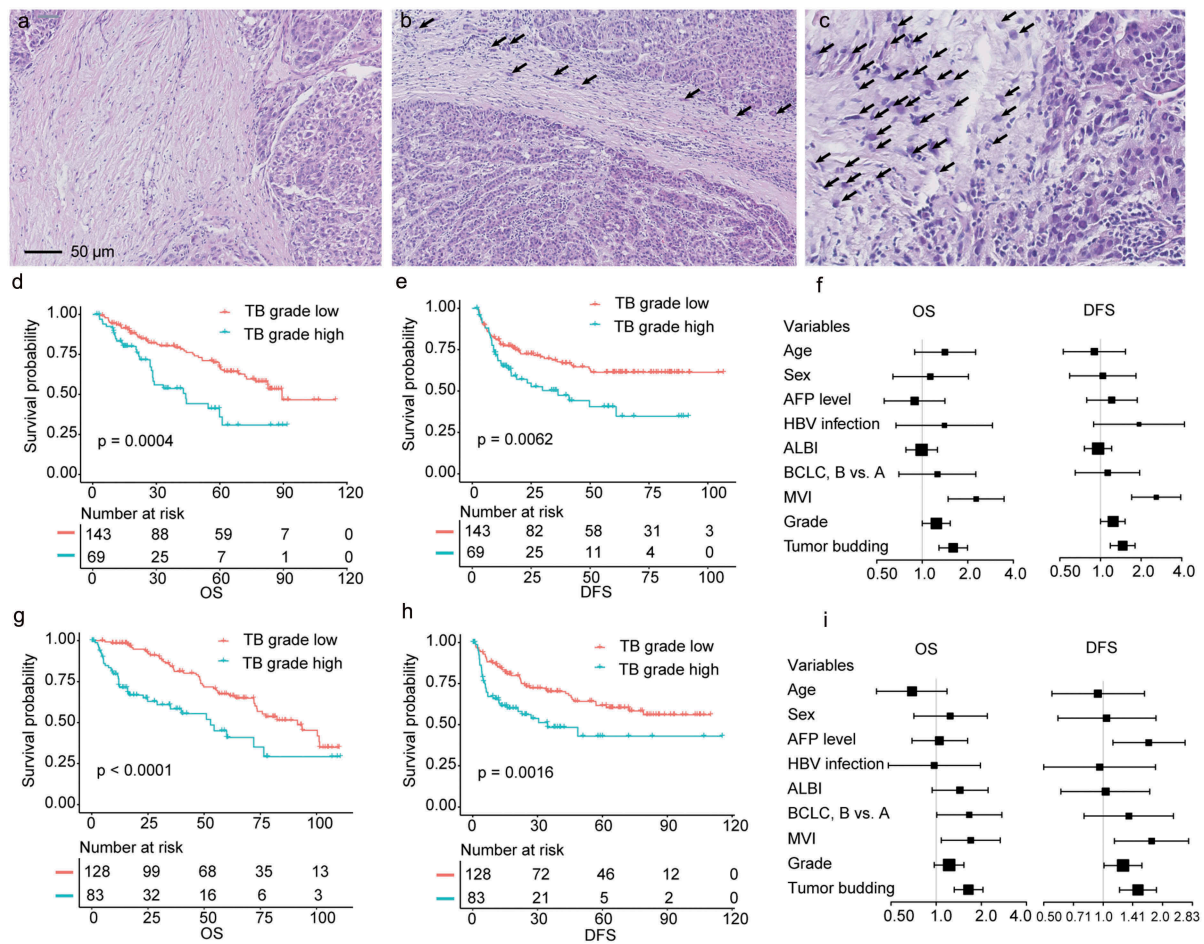 a
b
c
50 µm
d
TB grade low
TB grade high
Survival probability
1.00
0.75
0.50
0.25
0.00
p = 0.0004
0 30 60 90 120
Number at risk
143 88 59 7 0
69 25 7 1 0
0 30 60 90 120
OS
e
TB grade low
TB grade high
Survival probability
1.00
0.75
0.50
0.25
0.00
p = 0.0062
0 25 50 75 100
Number at risk
143 82 58 31 3
69 25 11 4 0
0 25 50 75 100
DFS
f
OS DFS
Variables
Age
Sex
AFP level
HBV infection
ALBI
BCLC, B vs. A
MVI
Grade
Tumor budding
0.50 1.0 2.0 4.0 0.50 1.0 2.0 4.0
g
TB grade low
TB grade high
Survival probability
1.00
0.75
0.50
0.25
0.00
p < 0.0001
0 25 50 75 100
Number at risk
128 99 68 35 13
83 32 16 6 3
0 25 50 75 100
OS
h
TB grade low
TB grade high
Survival probability
1.00
0.75
0.50
0.25
0.00
p = 0.0016
0 30 60 90 120
Number at risk
128 72 46 12 0
83 21 5 2 0
0 30 60 90 120
DFS
i
OS DFS
Variables
Age
Sex
AFP level
HBV infection
ALBI
BCLC, B vs. A
MVI
Grade
Tumor budding
0.50 1.0 2.0 4.0 0.50 0.71 1.0 1.41 2.0 2.83